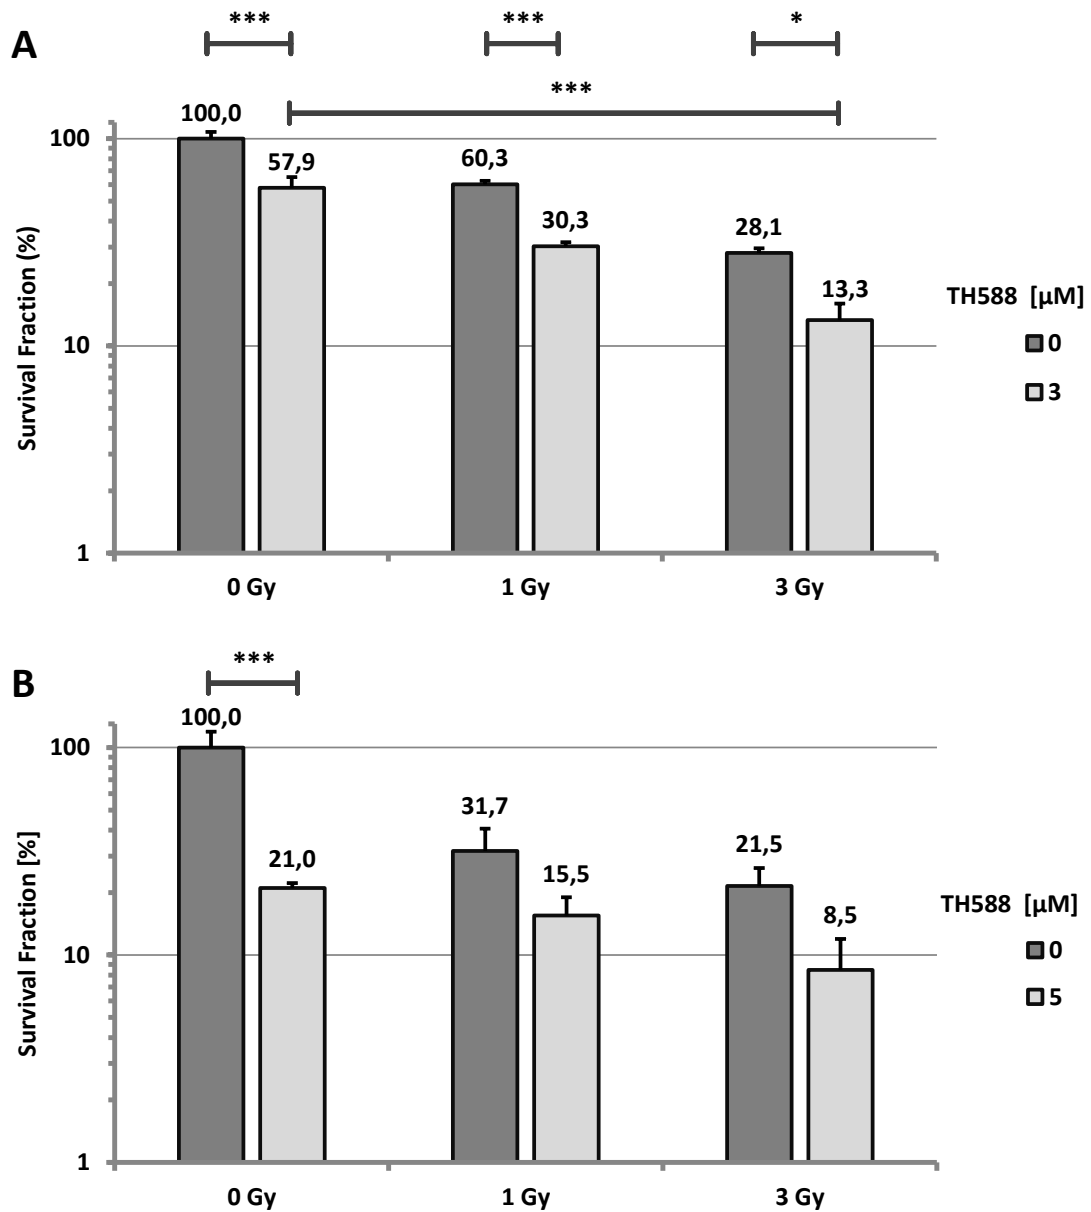 A
*** *** *
***
100,0
57,9
60,3
30,3
28,1
13,3
100
10
1
Survival Fraction (%)
0 Gy 1 Gy 3 Gy
TH588 [µM]
0
3
B
***
100,0
21,0
31,7
15,5
21,5
8,5
100
10
1
Survival Fraction [%]
0 Gy 1 Gy 3 Gy
TH588 [µM]
0
5